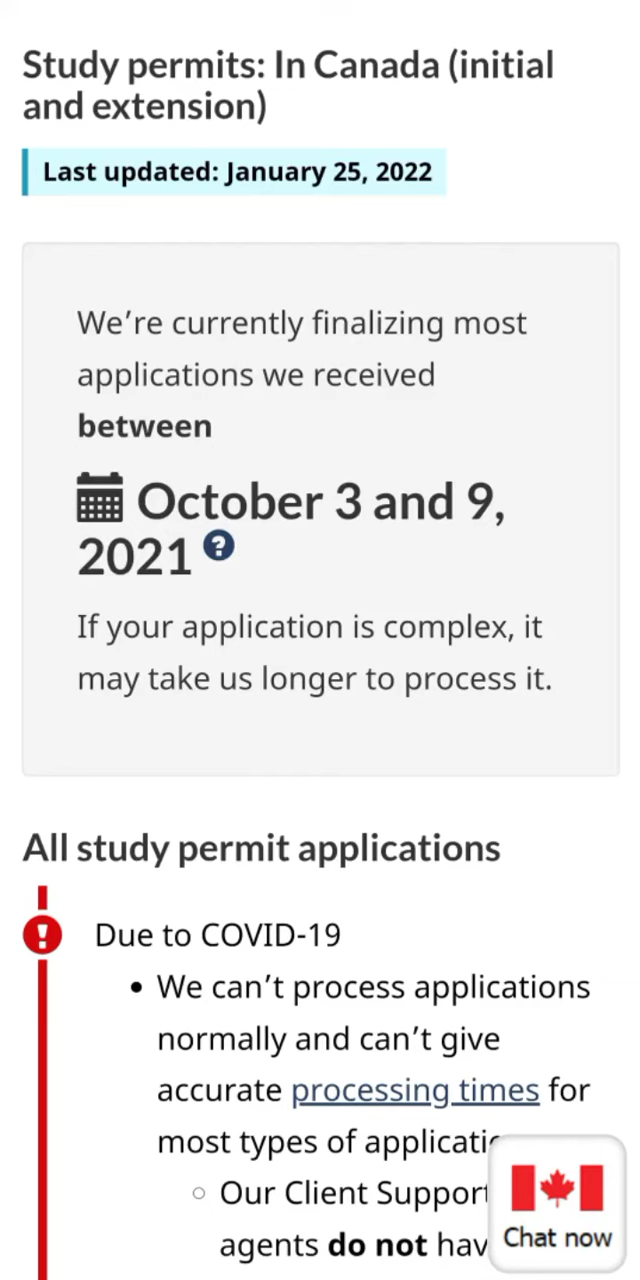 Study permits: In Canada (initial
and extension)
Last updated: January 25, 2022
We’re currently finalizing most
applications we received
between
October 3 and 9,
2021 ?
If your application is complex, it
may take us longer to process it.
All study permit applications
Due to COVID-19
• We can’t process applications
normally and can’t give
accurate processing times for
most types of
○ Our Client Support
agents do not
Chat now